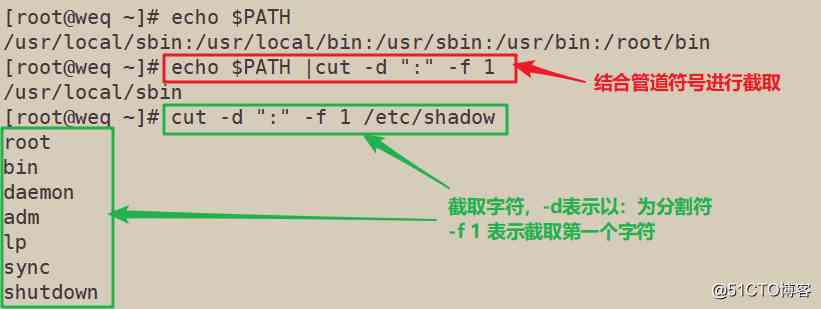 [root@weq ~]# echo $PATH
/usr/local/sbin:/usr/local/bin:/usr/sbin:/usr/bin:/root/bin
[root@weq ~]# echo $PATH |cut -d ":" -f 1
结合管道符号进行截取
/usr/local/sbin
[root@weq ~]# cut -d ":" -f 1 /etc/shadow
root
bin
daemon
adm
lp
sync
shutdown
截取字符，-d表示以：为分割符
-f 1 表示截取第一个字符
@51CTO博客